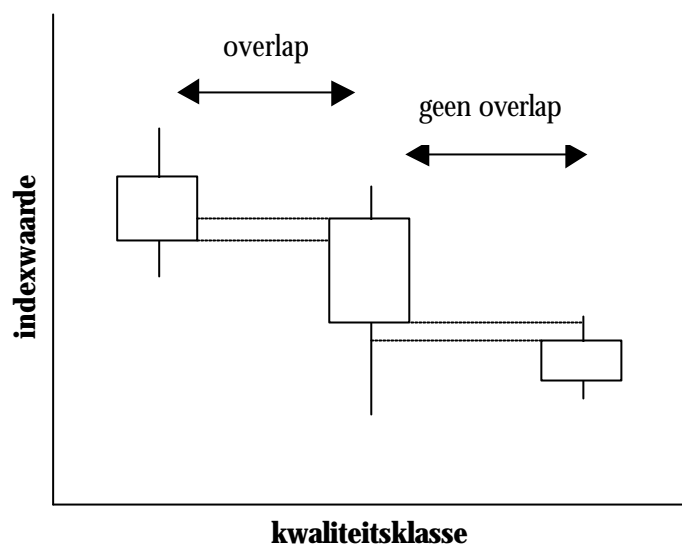 overlap
geen overlap
indexwaarde
kwaliteitsklasse